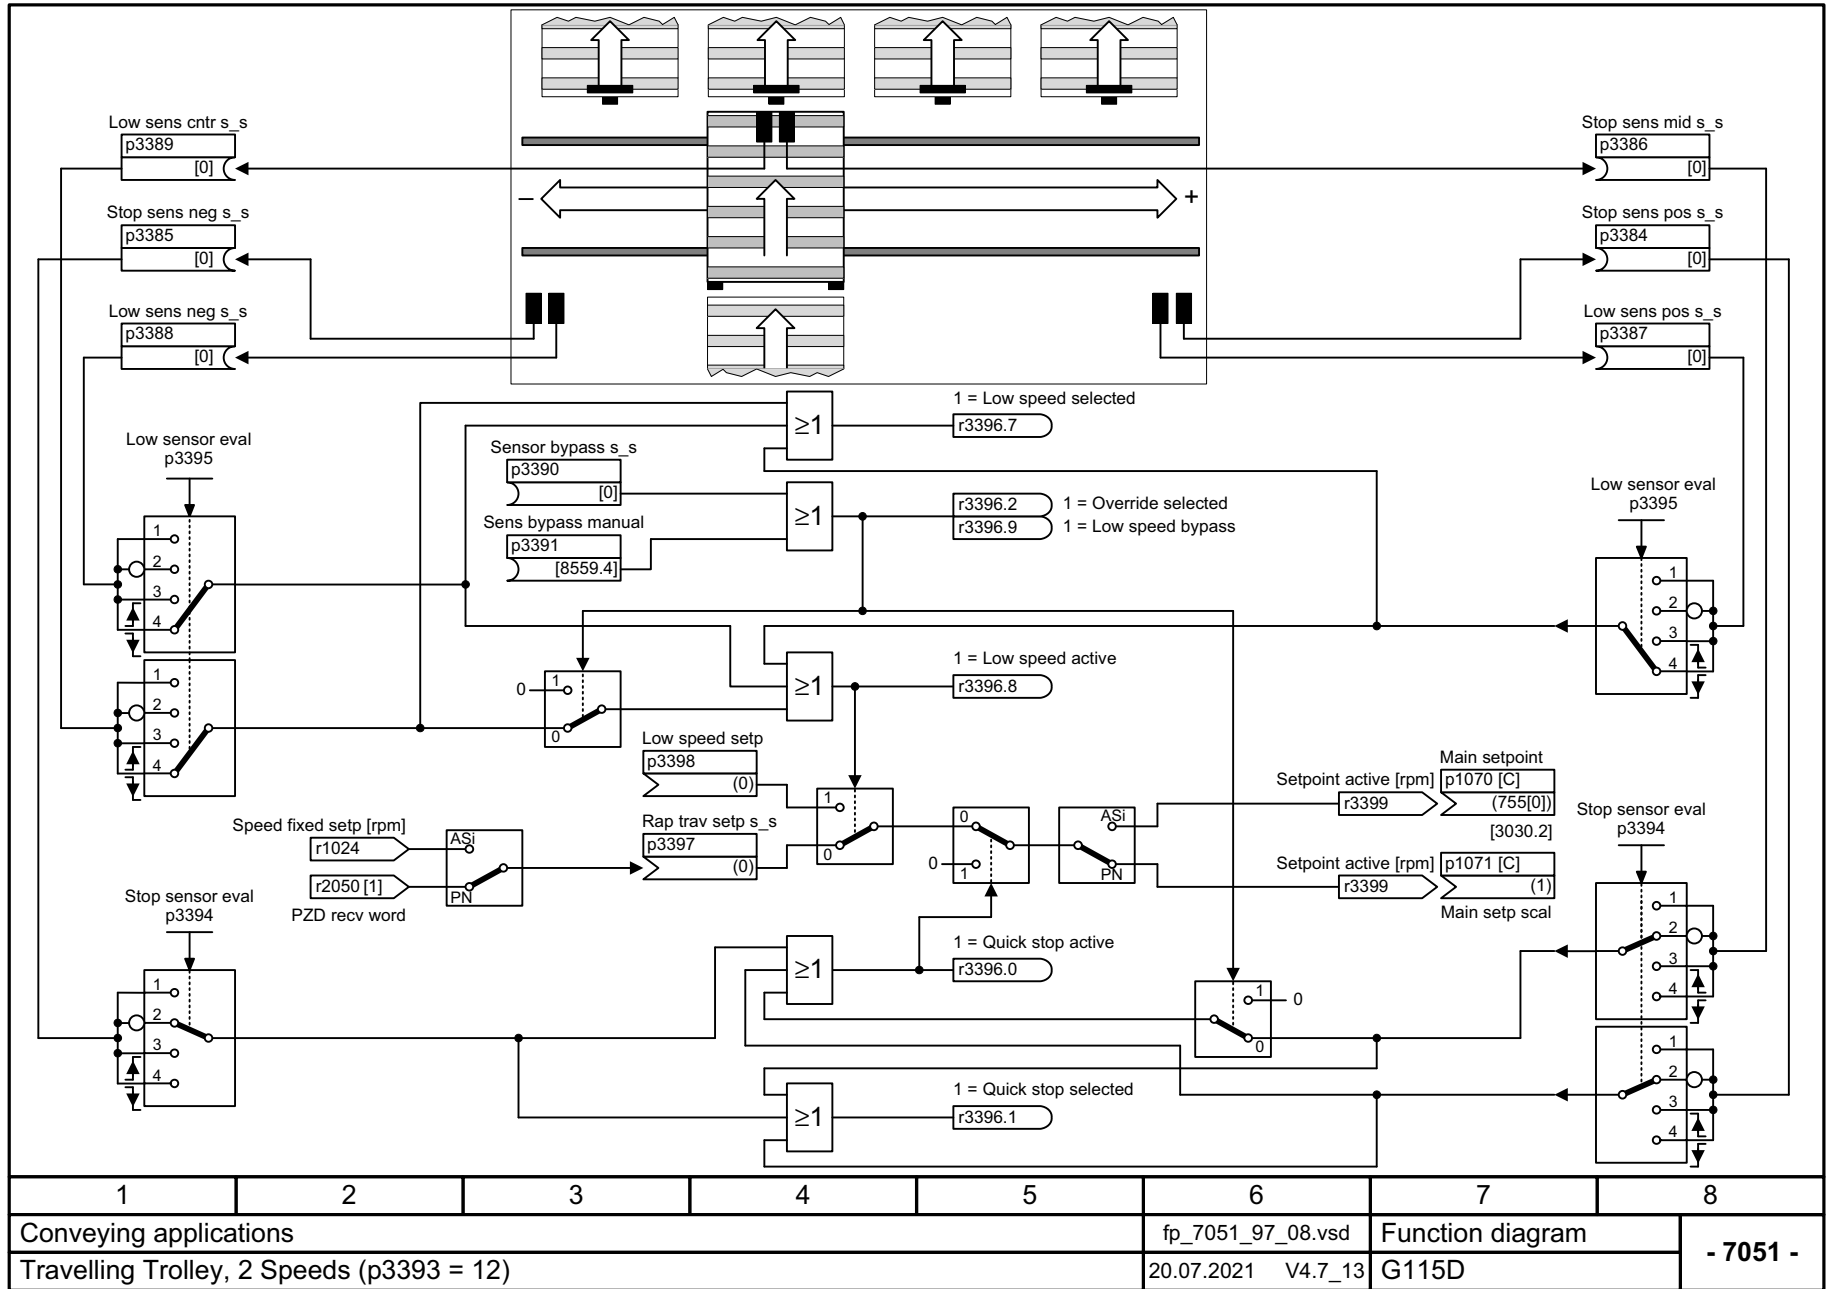 Low sens cntr s_s
p3389
[0]
Stop sens neg s_s
p3385
[0]
Low sens neg s_s
p3388
[0]
–
+
Stop sens mid s_s
p3386
[0]
Stop sens pos s_s
p3384
[0]
Low sens pos s_s
p3387
[0]
Low sensor eval
p3395
1
2
3
4
1
2
3
4
Sensor bypass s_s
p3390
[0]
Sens bypass manual
p3391
[8559.4]
≥1
1 = Low speed selected
r3396.7
≥1
r3396.2
1 = Override selected
r3396.9
1 = Low speed bypass
Low sensor eval
p3395
1
2
3
4
0
1
0
≥1
1 = Low speed active
r3396.8
Low speed setp
p3398
(0)
Rap trav setp s_s
p3397
(0)
Speed fixed setp [rpm]
r1024
r2050 [1]
PZD recv word
ASi
PN
1
0
0
0
1
ASi
PN
Setpoint active [rpm]
r3399
Main setpoint
p1070 [C]
(755[0])
[3030.2]
Setpoint active [rpm]
r3399
p1071 [C]
(1)
Main setp scal
Stop sensor eval
p3394
1
2
3
4
≥1
1 = Quick stop active
r3396.0
1
0
0
≥1
1 = Quick stop selected
r3396.1
Stop sensor eval
p3394
1
2
3
4
1
2
3
4
1 2 3 4 5 6 7 8
Conveying applications
fp_7051_97_08.vsd
Function diagram
- 7051 -
Travelling Trolley, 2 Speeds (p3393 = 12)
20.07.2021 V4.7_13
G115D